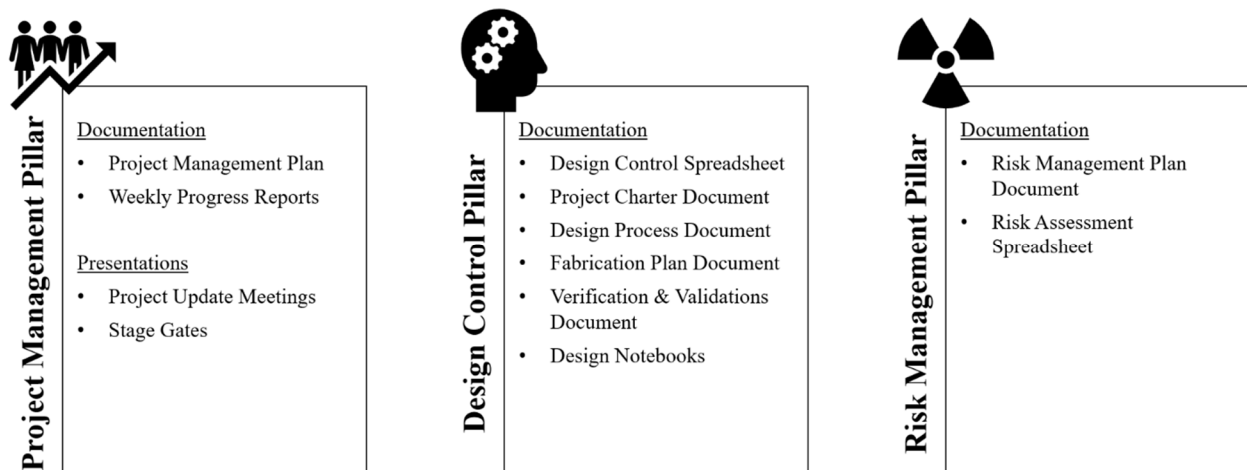 Project Management Pillar
Documentation
• Project Management Plan
• Weekly Progress Reports
Presentations
• Project Update Meetings
• Stage Gates
Design Control Pillar
Documentation
• Design Control Spreadsheet
• Project Charter Document
• Design Process Document
• Fabrication Plan Document
• Verification & Validations
Document
• Design Notebooks
Risk Management Pillar
Documentation
• Risk Management Plan
Document
• Risk Assessment
Spreadsheet